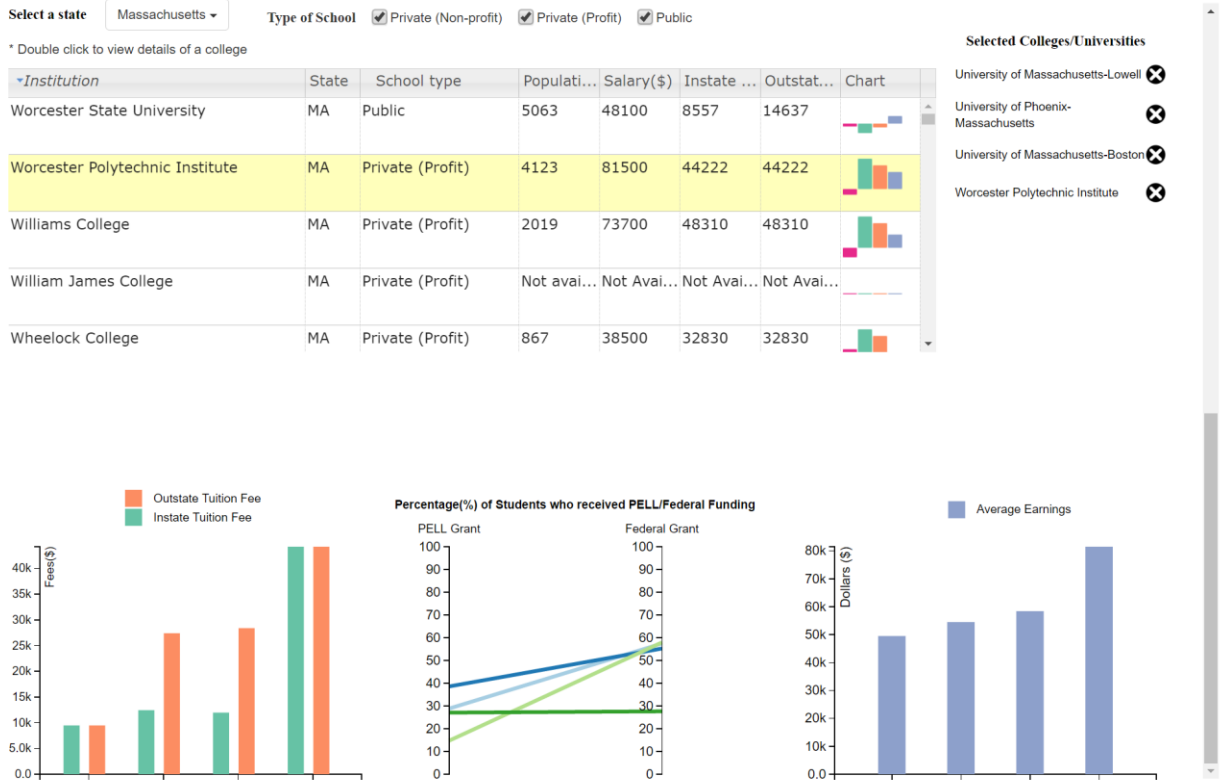 Select a state Massachusetts Type of School Private (Non-profit) Private (Profit) Public
* Double click to view details of a college
Institution State School type Populati... Salary($) Instate ... Outstat... Chart
Worcester State University MA Public 5063 48100 8557 14637
Worcester Polytechnic Institute MA Private (Profit) 4123 81500 44222 44222
Williams College MA Private (Profit) 2019 73700 48310 48310
William James College MA Private (Profit) Not avai... Not Avai... Not Avai... Not Avai...
Wheelock College MA Private (Profit) 867 38500 32830 32830
Selected Colleges/Universities
University of Massachusetts-Lowell
University of Phoenix-
Massachusetts
University of Massachusetts-Boston
Worcester Polytechnic Institute
Outstate Tuition Fee
Instate Tuition Fee
Fees($)
40k
35k
30k
25k
20k
15k
10k
5.0k
0.0
Percentage(%) of Students who received PELL/Federal Funding
PELL Grant Federal Grant
100 100
90 90
80 80
70 70
60 60
50 50
40 40
30 30
20 20
10 10
0 0
Average Earnings
Dollars ($)
80k
70k
60k
50k
40k
30k
20k
10k
0.0